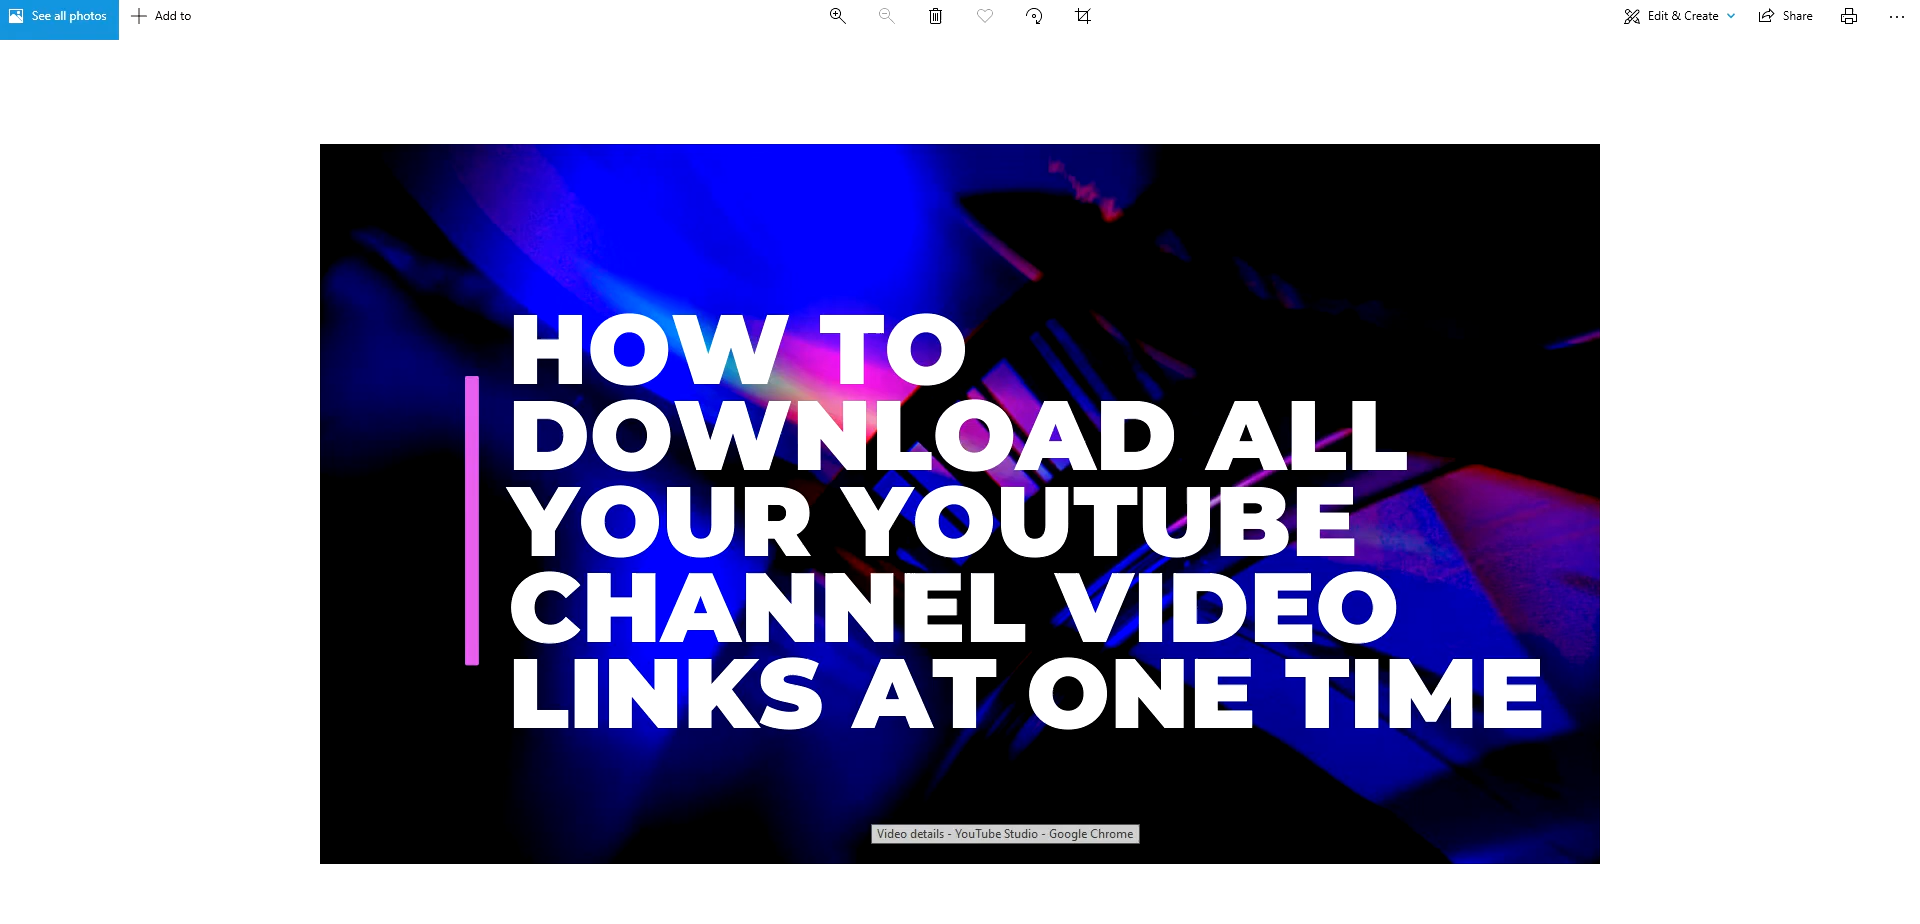 See all photos
Add to
Edit & Create
Share
HOW TO
DOWNLOAD ALL
YOUR YOUTUBE
CHANNEL VIDEO
LINKS AT ONE TIME
Video details - YouTube Studio - Google Chrome